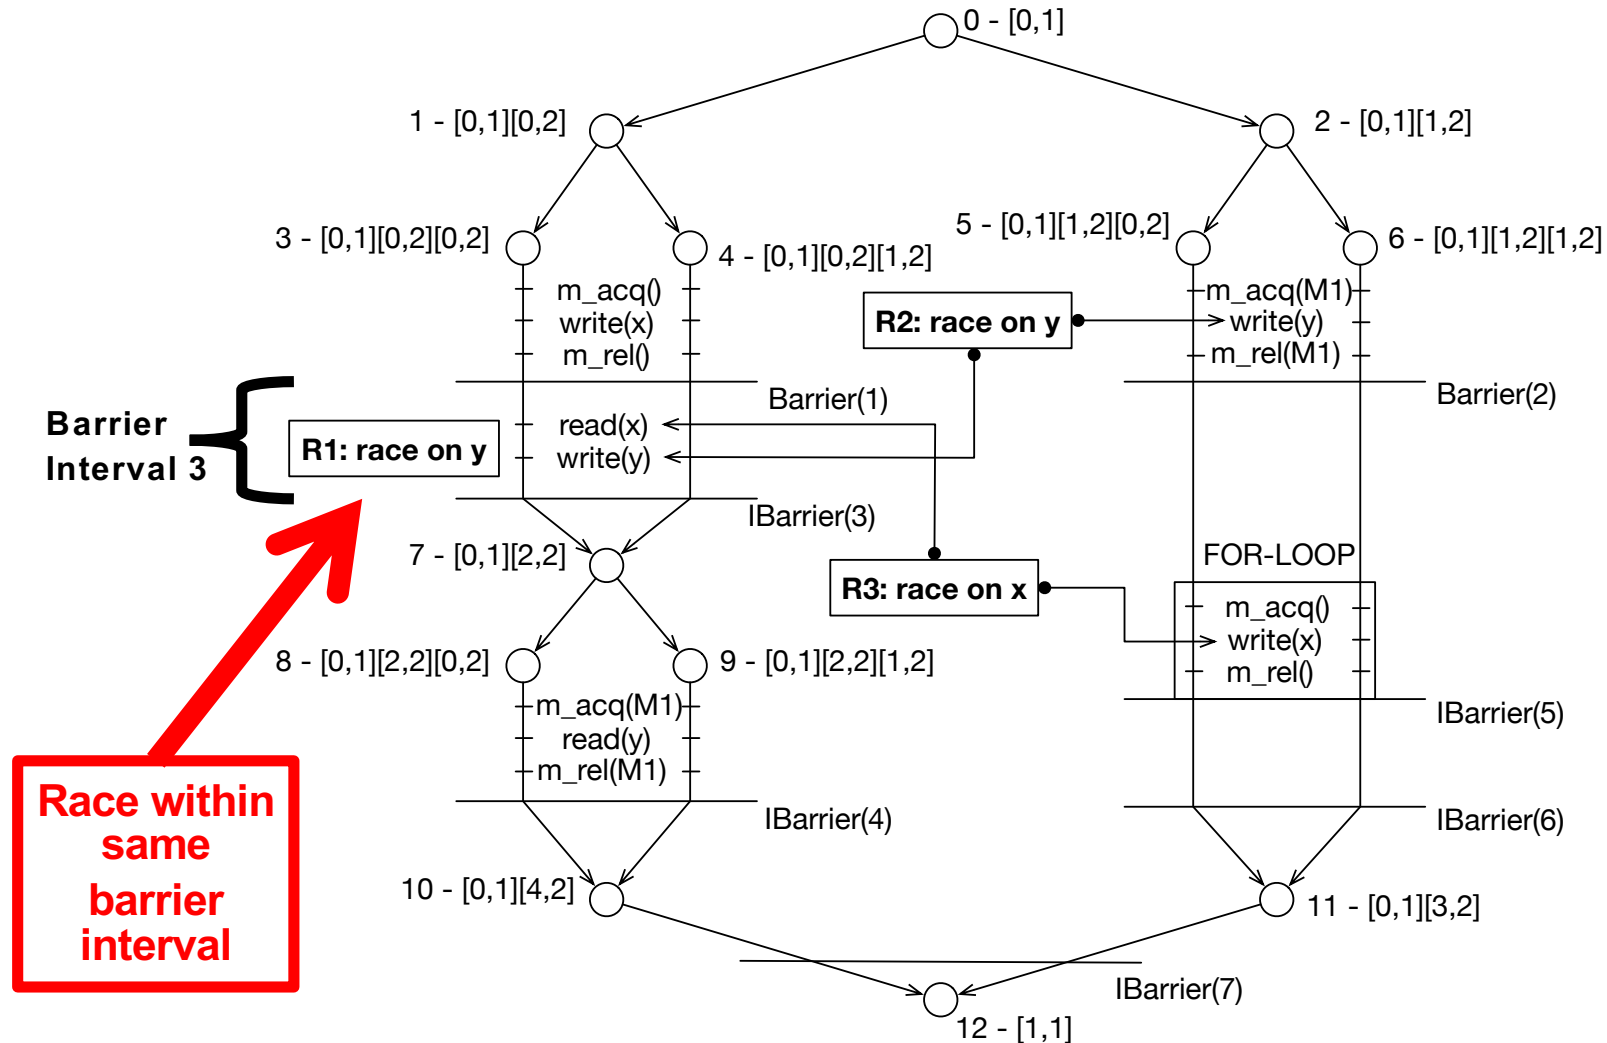 0 - [0,1]
1 - [0,1][0,2]
2 - [0,1][1,2]
3 - [0,1][0,2][0,2]
4 - [0,1][0,2][1,2]
5 - [0,1][1,2][0,2]
6 - [0,1][1,2][1,2]
m_acq()
write(x)
m_rel()
R2: race on y
m_acq(M1)
write(y)
m_rel(M1)
Barrier(1)
Barrier(2)
Barrier
Interval 3
R1: race on y
read(x)
write(y)
IBarrier(3)
7 - [0,1][2,2]
R3: race on x
FOR-LOOP
m_acq()
write(x)
m_rel()
8 - [0,1][2,2][0,2]
9 - [0,1][2,2][1,2]
m_acq(M1)
read(y)
m_rel(M1)
IBarrier(5)
IBarrier(4)
IBarrier(6)
Race within
same
barrier
interval
10 - [0,1][4,2]
11 - [0,1][3,2]
IBarrier(7)
12 - [1,1]